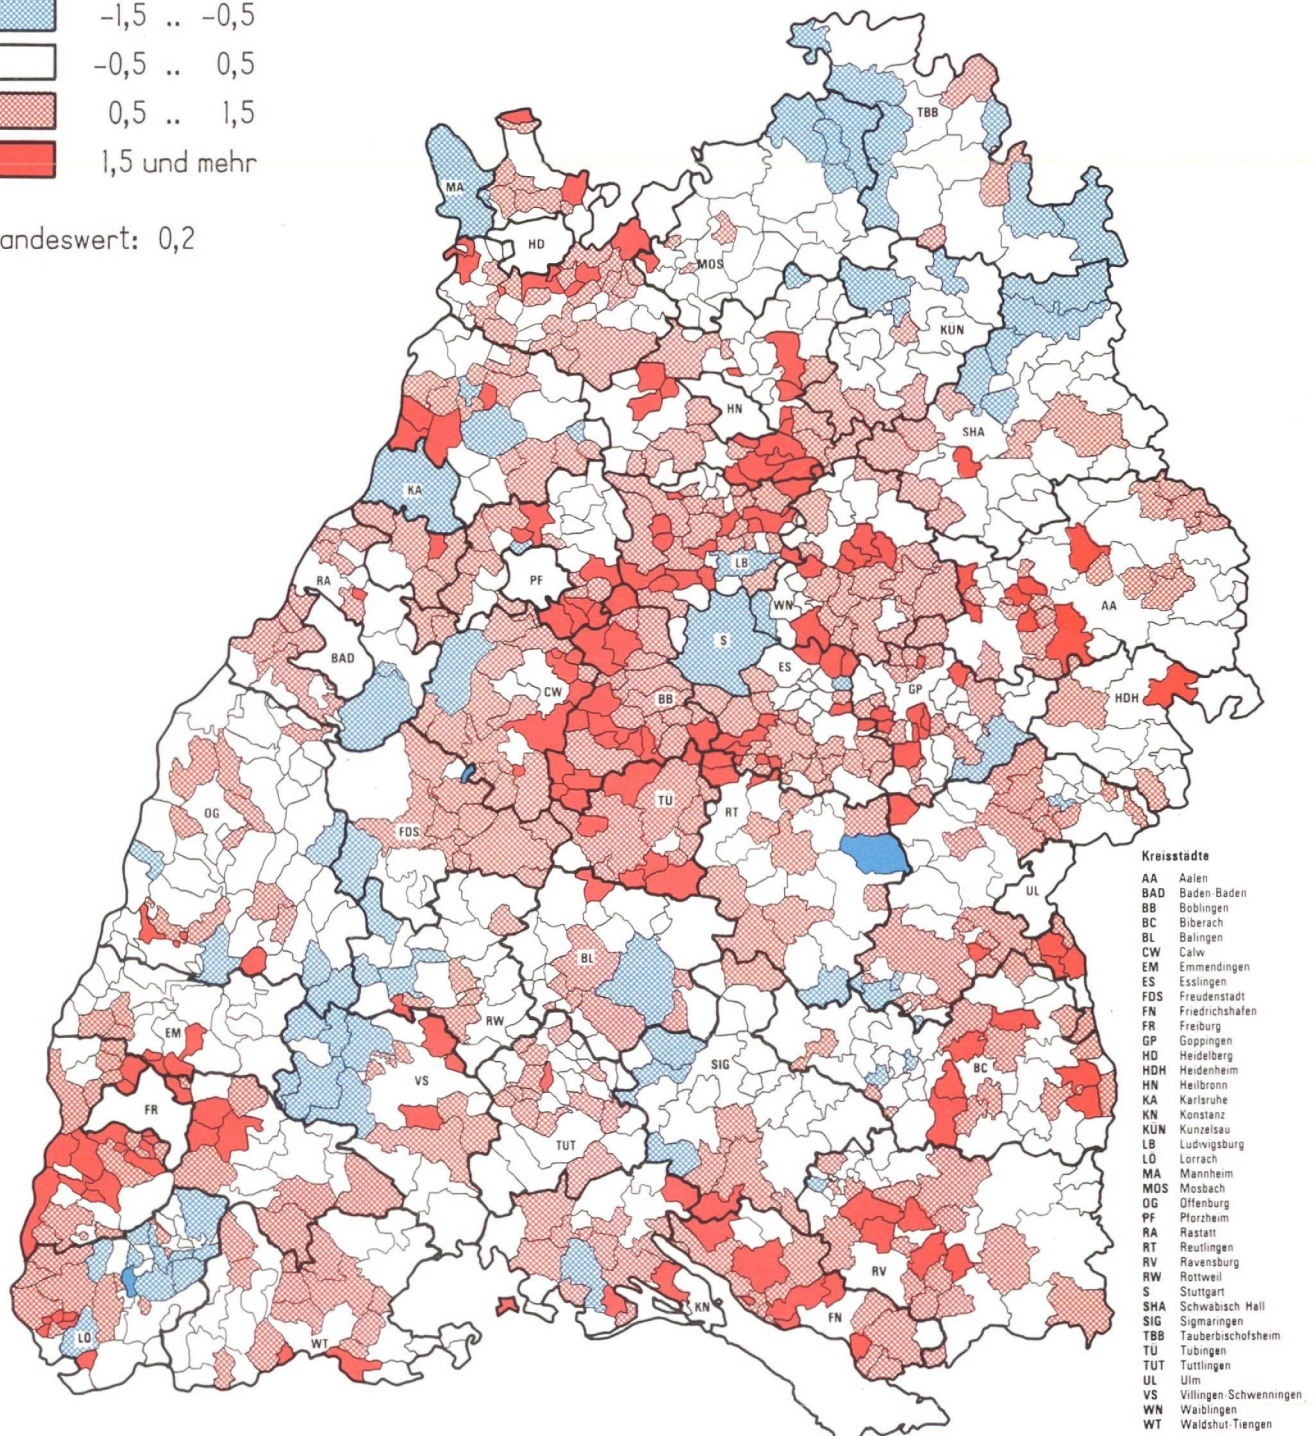 -1,5 .. -0,5
-0,5 .. 0,5
0,5 .. 1,5
1,5 und mehr
andeswert: 0,2
TBB
MA
HD
MOS
KÜN
HN
SHA
KA
LB
PF
RA
WN
AA
S
BAD
ES
CW
BB
GP
HDH
TÜ
RT
OG
FDS
UL
BL
RW
EM
SIG
BC
VS
FR
TUT
RV
KN
FN
LÖ
WT
Kreisstädte
AA Aalen
BAD Baden-Baden
BB Boblingen
BC Biberach
BL Balingen
CW Calw
EM Emmendingen
ES Esslingen
FDS Freudenstadt
FN Friedrichshafen
FR Freiburg
GP Goppingen
HD Heidelberg
HDH Heidenheim
HN Heilbronn
KA Karlsruhe
KN Konstanz
KÜN Kunzelsau
LB Ludwigsburg
LÖ Lorrach
MA Mannheim
MOS Mosbach
OG Offenburg
PF Pforzheim
RA Rastatt
RT Reutlingen
RV Ravensburg
RW Rottweil
S Stuttgart
SHA Schwäbisch Hall
SIG Sigmaringen
TBB Tauberbischofsheim
TÜ Tubingen
TUT Tuttlingen
UL Ulm
VS Villingen-Schwenningen
WN Waiblingen
WT Waldshut-Tiengen